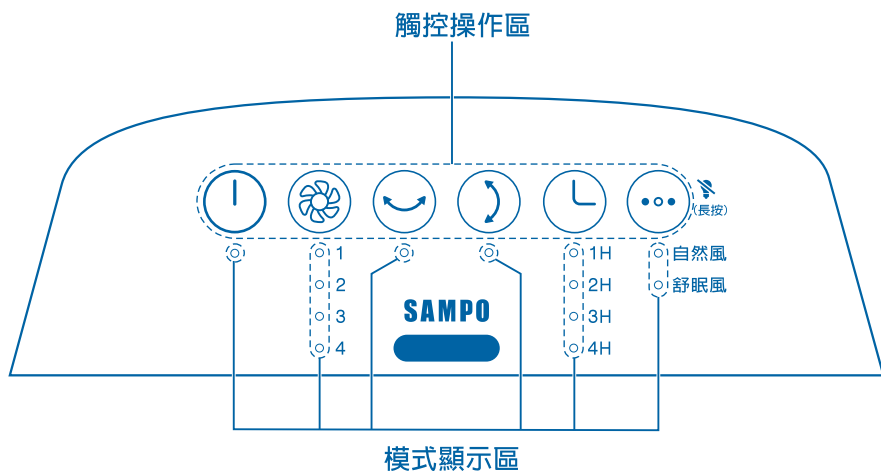 觸控操作區
(長按)
1 1H 自然風
2 2H 舒眠風
3 3H
4 4H
SAMPO
模式顯示區